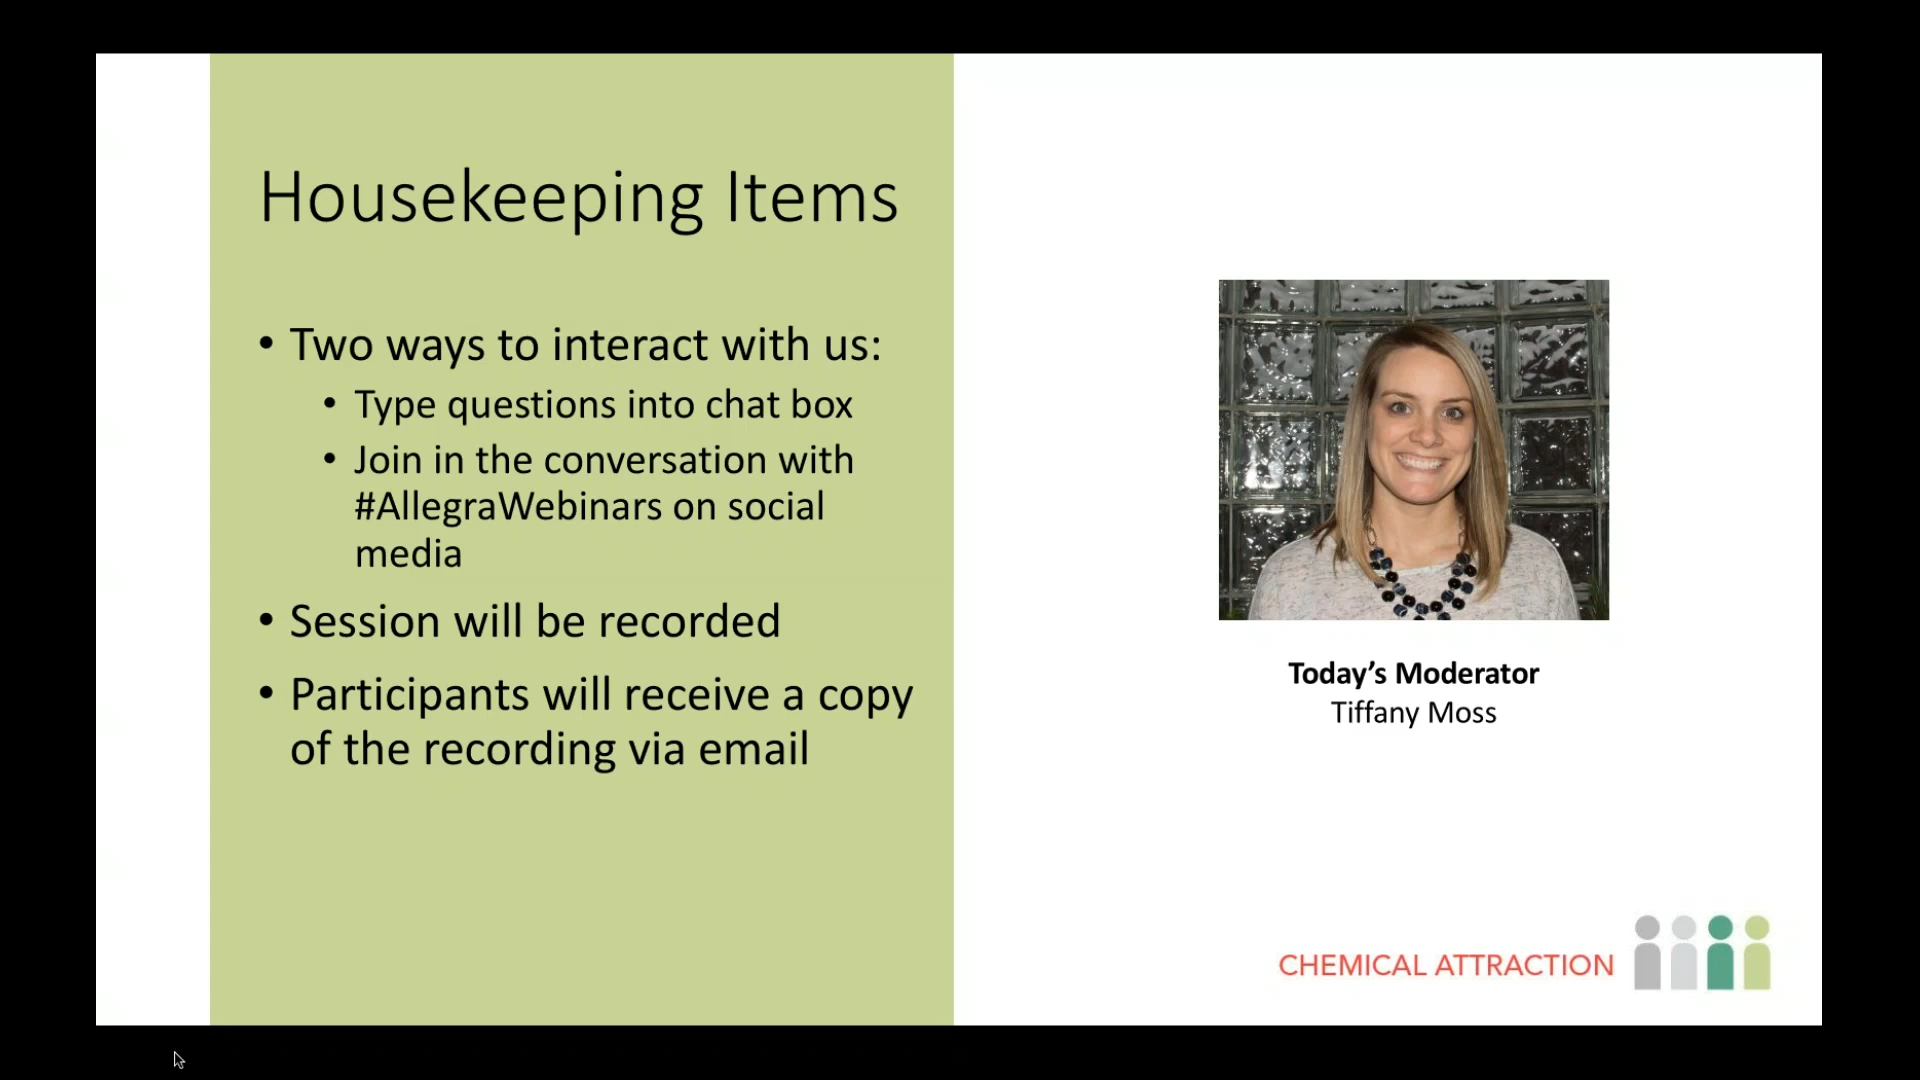 Housekeeping Items
• Two ways to interact with us:
• Type questions into chat box
• Join in the conversation with
#AllegraWebinars on social
media
• Session will be recorded
• Participants will receive a copy
of the recording via email
Today’s Moderator
Tiffany Moss
CHEMICAL ATTRACTION